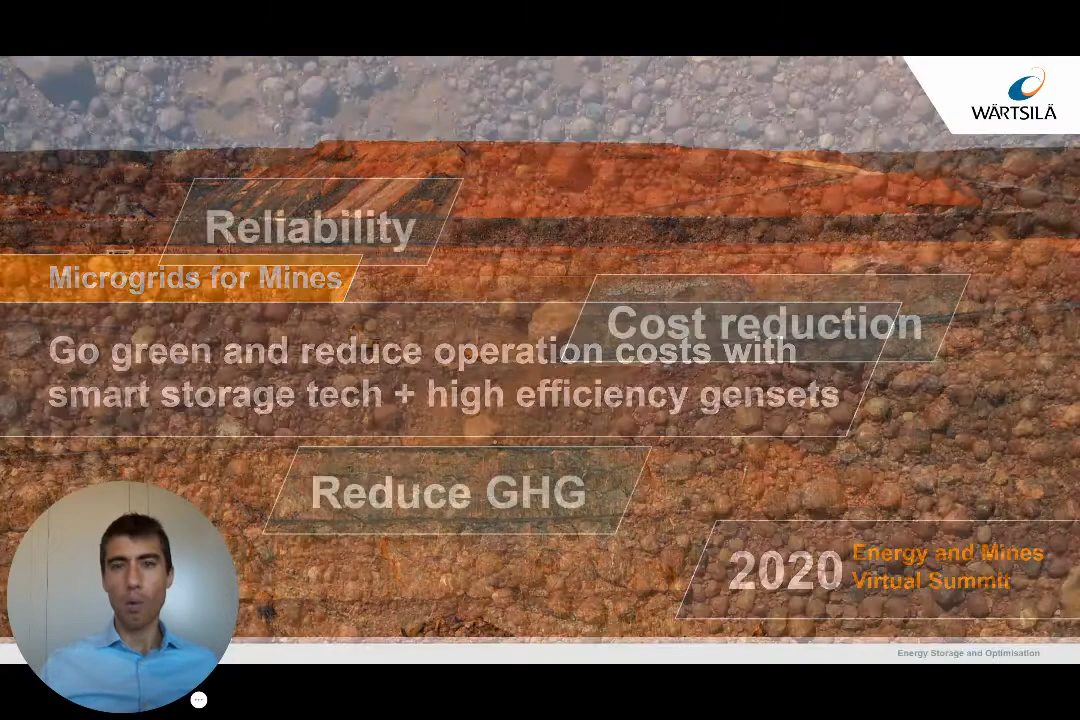 WÄRTSILÄ
Reliability
Microgrids for Mines
Cost reduction
Go green and reduce operation costs with
smart storage tech + high efficiency gensets
Reduce GHG
2020 Energy and Mines
Virtual Summit
Energy Storage and Optimisation